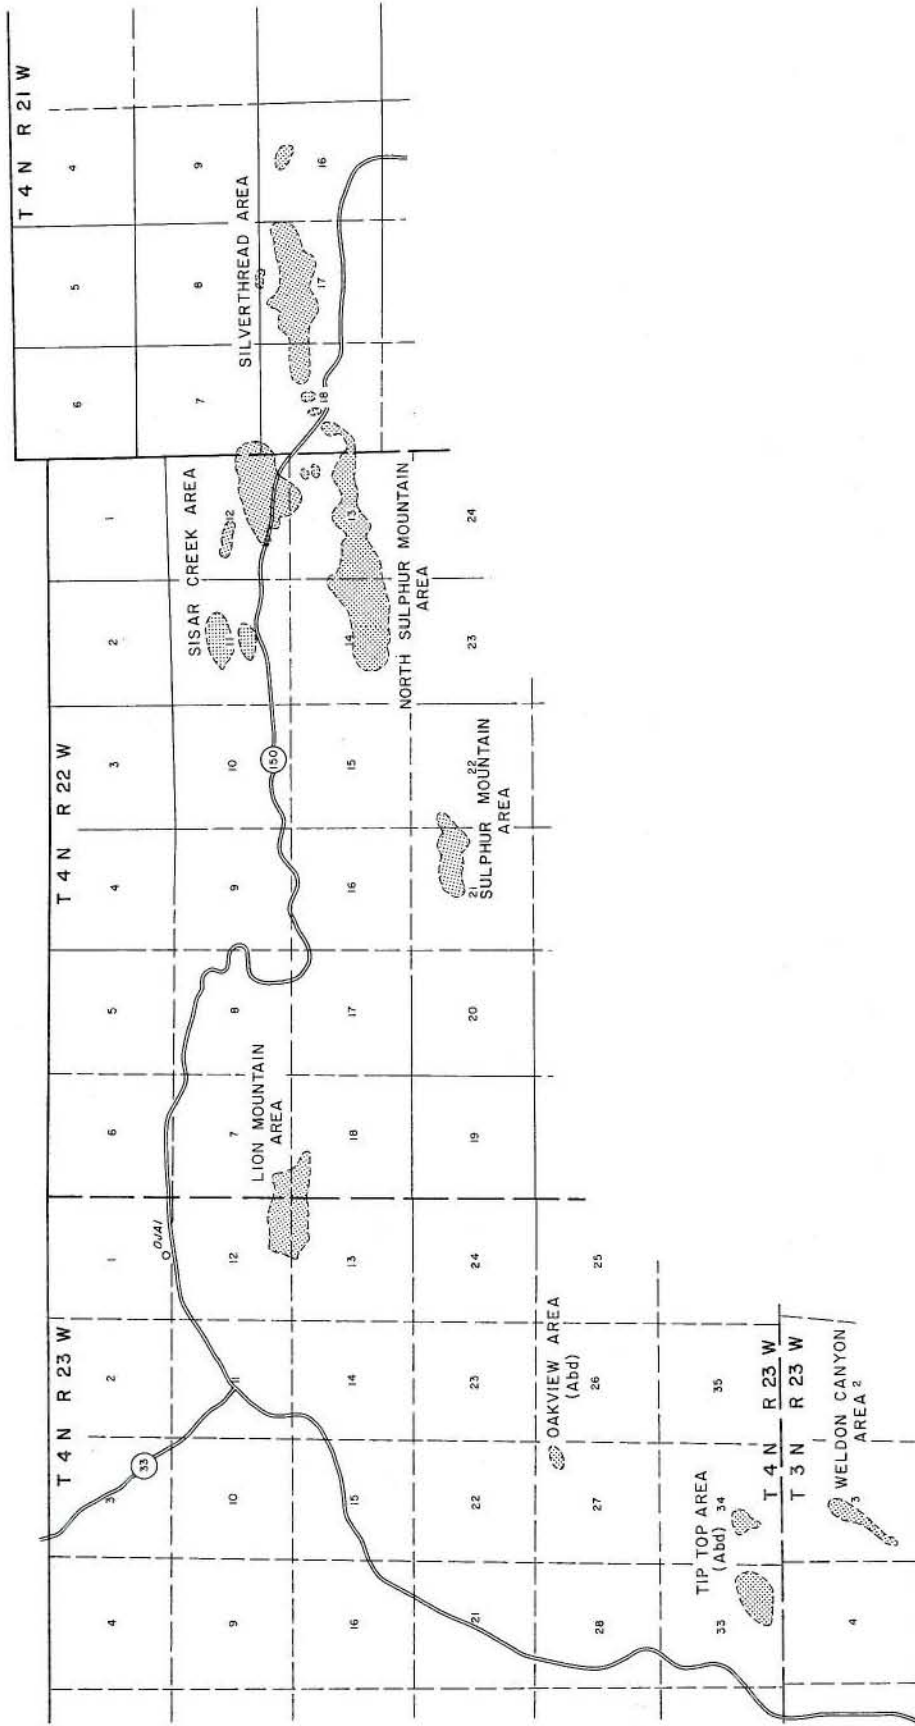 T 4 N R 21 W
T 4 N R 23 W
T 4 N R 22 W
6 5 4
4 3 2 1 6 5 4 3 2 1
33
OJAI
7 8 9
SISAR CREEK AREA
9 10 11 12 7 8 9 10 11 12
SILVERTHREAD AREA
LION MOUNTAIN
AREA
150
18 17 16
16 15 14 13 18 17 16 15 14 13
NORTH SULPHUR MOUNTAIN
AREA
21 22 23 24 19 20 21 22 23 24
SULPHUR MOUNTAIN
AREA
OAKVIEW AREA
(Abd)
28 27 26 25
TIP TOP AREA
(Abd)
33 34 35
T 4 N R 23 W
T 3 N R 23 W
WELDON CANYON
AREA
4 3 2